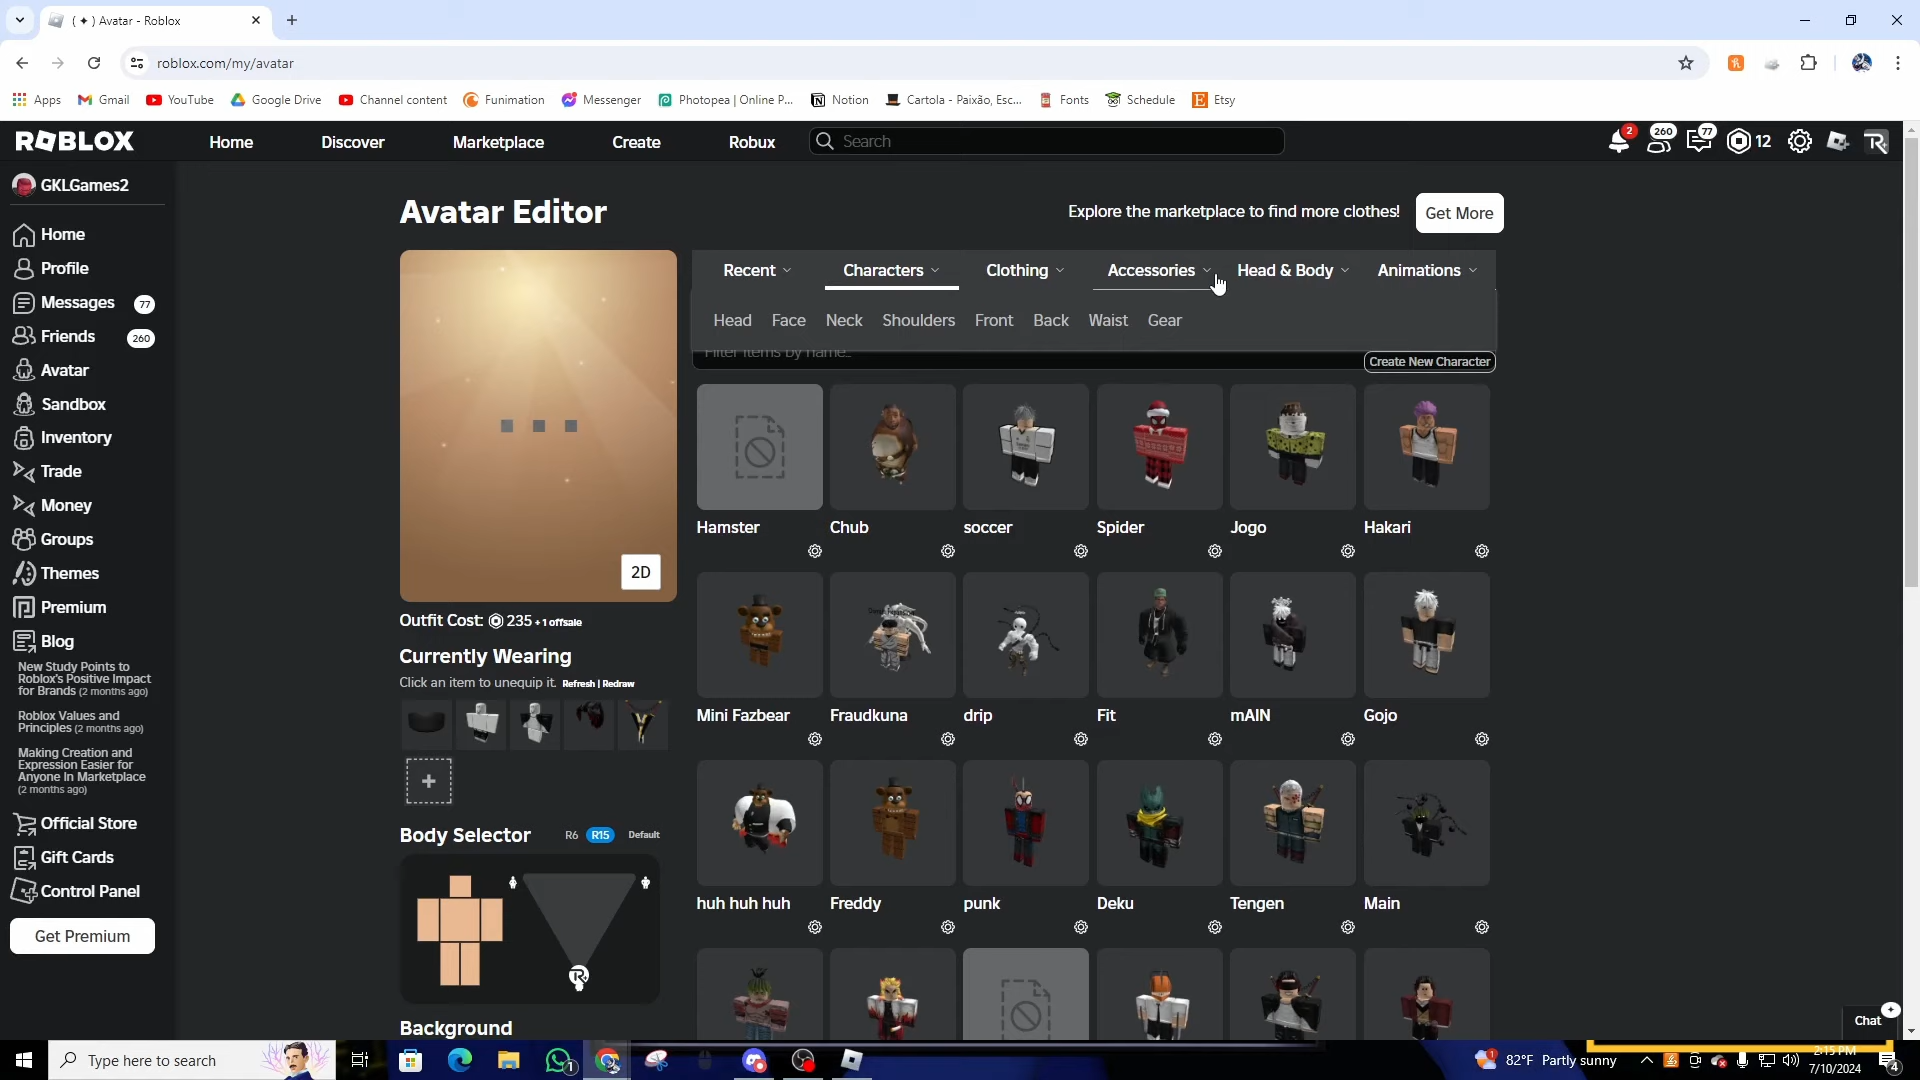 ( ✦ ) Avatar - Roblox
roblox.com/my/avatar
Apps
Gmail
YouTube
Google Drive
Channel content
Funimation
Messenger
Photopea | Online P...
Notion
Cartola - Paixão, Esc...
Fonts
Schedule
Etsy
ROBLOX
Home
Discover
Marketplace
Create
Robux
Search
2
260
77
12
GKLGames2
Home
Profile
Messages 77
Friends 260
Avatar
Sandbox
Inventory
Trade
Money
Groups
Themes
Premium
Blog
New Study Points to
Roblox's Positive Impact
for Brands (2 months ago)
Roblox Values and
Principles (2 months ago)
Making Creation and
Expression Easier for
Anyone In Marketplace
(2 months ago)
Official Store
Gift Cards
Control Panel
Get Premium
Avatar Editor
Explore the marketplace to find more clothes!
Get More
2D
Outfit Cost: 235 + 1 offsale
Currently Wearing
Click an item to unequip it. Refresh | Redraw
+
Body Selector
R6 R15 Default
Background
Recent
Characters
Clothing
Accessories
Head & Body
Animations
Head Face Neck Shoulders Front Back Waist Gear
Filter items by name...
Create New Character
Hamster
Chub
soccer
Spider
Jogo
Hakari
Mini Fazbear
Fraudkuna
drip
Fit
mAIN
Gojo
huh huh huh
Freddy
punk
Deku
Tengen
Main
Chat
Type here to search
1
1
82°F Partly sunny
2:15 PM
7/10/2024
4